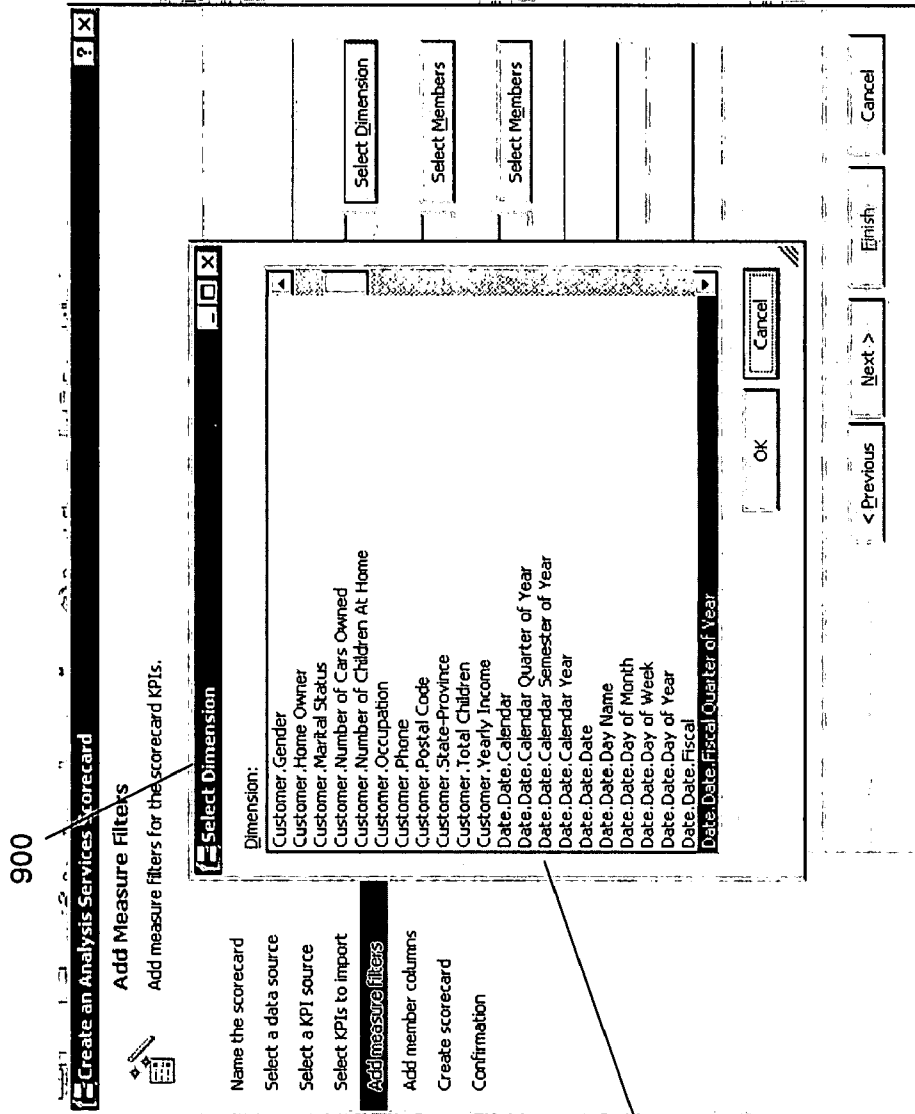 900
Create an Analysis Services Scorecard
Add Measure Filters
Add measure filters for the scorecard KPIs.
Name the scorecard
Select a data source
Select a KPI source
Select KPIs to import
Add measure filters
Add member columns
Create scorecard
Confirmation
Select Dimension
Dimension:
Customer.Gender
Customer.Home Owner
Customer.Marital Status
Customer.Number of Cars Owned
Customer.Number of Children At Home
Customer.Occupation
Customer.Phone
Customer.Postal Code
Customer.State-Province
Customer.Total Children
Customer.Yearly Income
Date.Date.Calendar
Date.Date.Calendar Quarter of Year
Date.Date.Calendar Semester of Year
Date.Date.Calendar Year
Date.Date.Date
Date.Date.Day Name
Date.Date.Day of Month
Date.Date.Day of Week
Date.Date.Day of Year
Date.Date.Fiscal
Date.Date.Fiscal Quarter of Year
OK
Cancel
Select Dimension
Select Members
Select Members
< Previous
Next >
Finish
Cancel